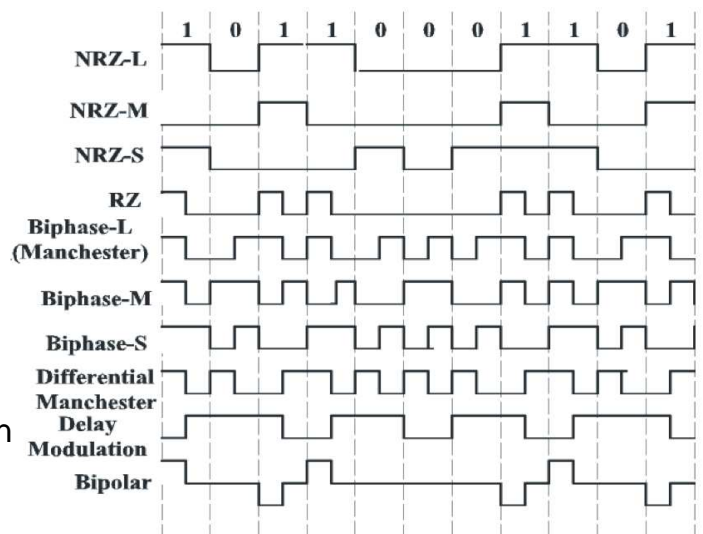 1 0 1 1 0 0 0 1 1 0 1
NRZ-L
NRZ-M
NRZ-S
RZ
Biphase-L
(Manchester)
Biphase-M
Biphase-S
Differential
Manchester
n
Delay
Modulation
Bipolar